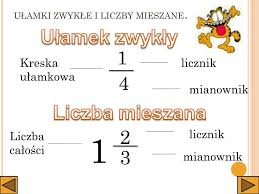 UŁAMKI ZWYKŁE I LICZBY MIESZANE.
Ułamek zwykły
Kreska ułamkowa
1
4
licznik
mianownik
Liczba mieszana
Liczba całości
1
2
3
licznik
mianownik